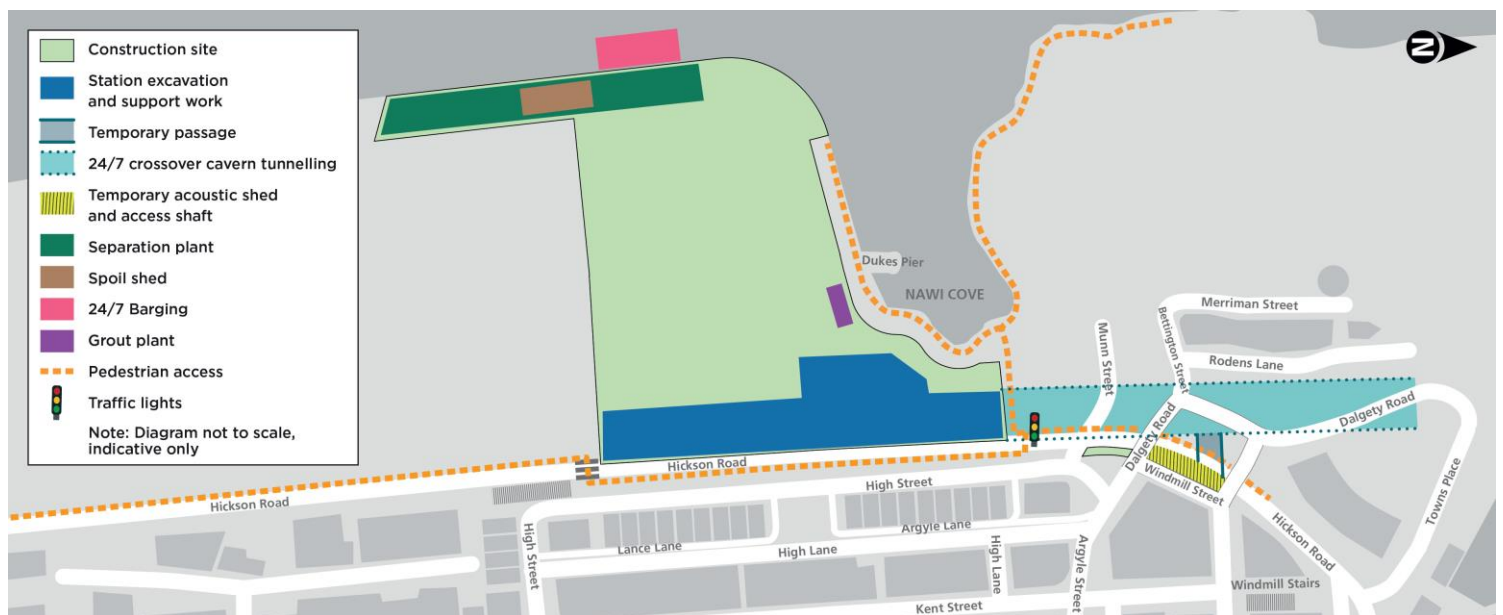 Construction site
Station excavation
and support work
Temporary passage
24/7 crossover cavern tunnelling
Temporary acoustic shed
and access shaft
Separation plant
Spoil shed
24/7 Barging
Grout plant
Pedestrian access
Traffic lights
Note: Diagram not to scale,
indicative only
N
Dukes Pier
NAWI COVE
Merriman Street
Bettington Street
Munn Street
Rodens Lane
Dalgety Road
Dalgety Road
Towns Place
Windmill Street
Hickson Road
Hickson Road
Hickson Road
High Street
High Street
Argyle Lane
Lance Lane
High Lane
High Lane
Argyle Street
Windmill Stairs
Kent Street